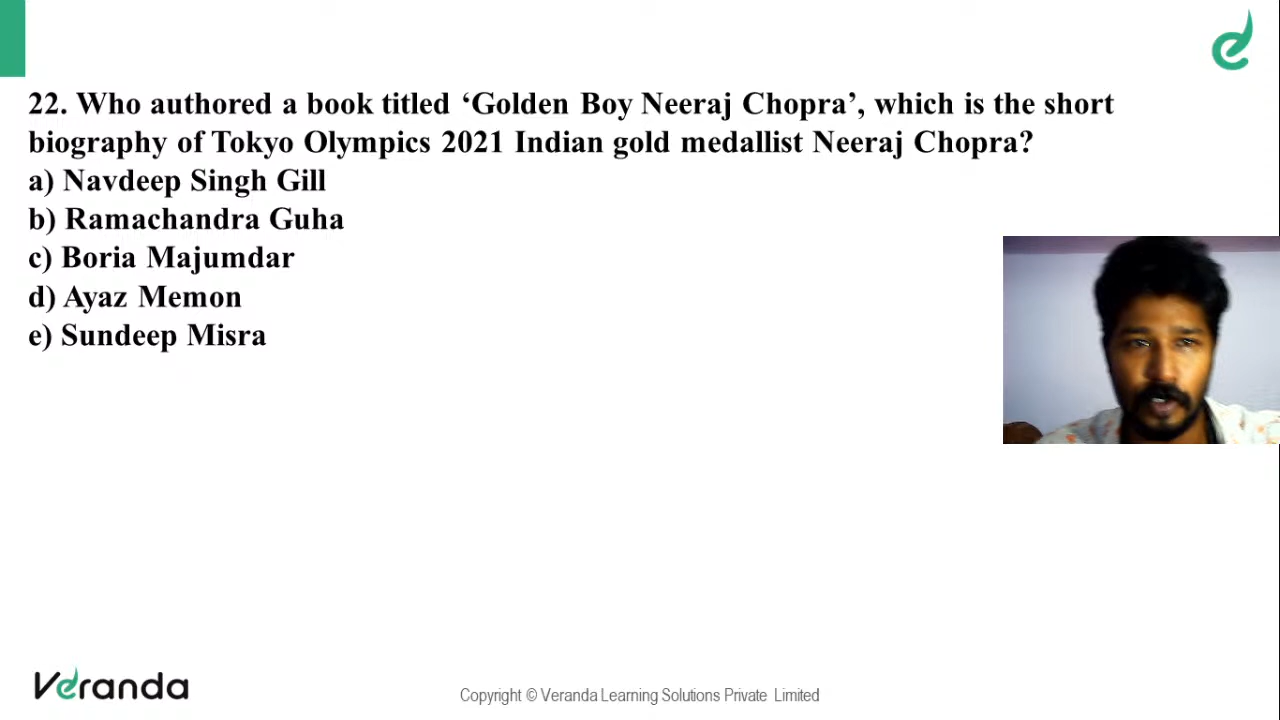 22. Who authored a book titled ‘Golden Boy Neeraj Chopra’, which is the short
biography of Tokyo Olympics 2021 Indian gold medallist Neeraj Chopra?
a) Navdeep Singh Gill
b) Ramachandra Guha
c) Boria Majumdar
d) Ayaz Memon
e) Sundeep Misra
Veranda
Copyright © Veranda Learning Solutions Private Limited